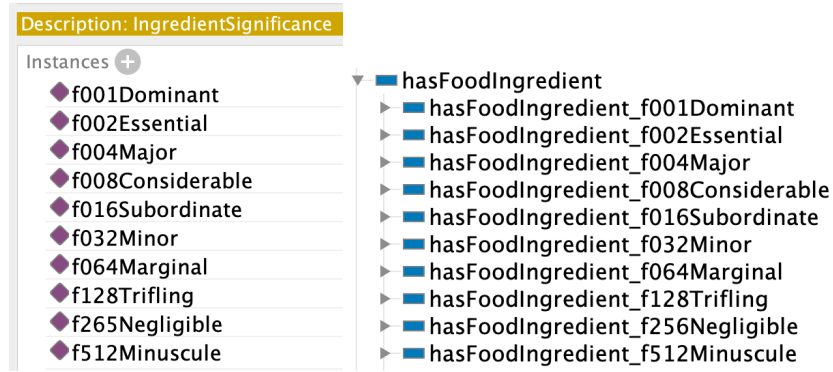 Description: IngredientSignificance
Instances
f001Dominant
f002Essential
f004Major
f008Considerable
f016Subordinate
f032Minor
f064Marginal
f128Trifling
f265Negligible
f512Minuscule
hasFoodIngredient
hasFoodIngredient_f001Dominant
hasFoodIngredient_f002Essential
hasFoodIngredient_f004Major
hasFoodIngredient_f008Considerable
hasFoodIngredient_f016Subordinate
hasFoodIngredient_f032Minor
hasFoodIngredient_f064Marginal
hasFoodIngredient_f128Trifling
hasFoodIngredient_f256Negligible
hasFoodIngredient_f512Minuscule